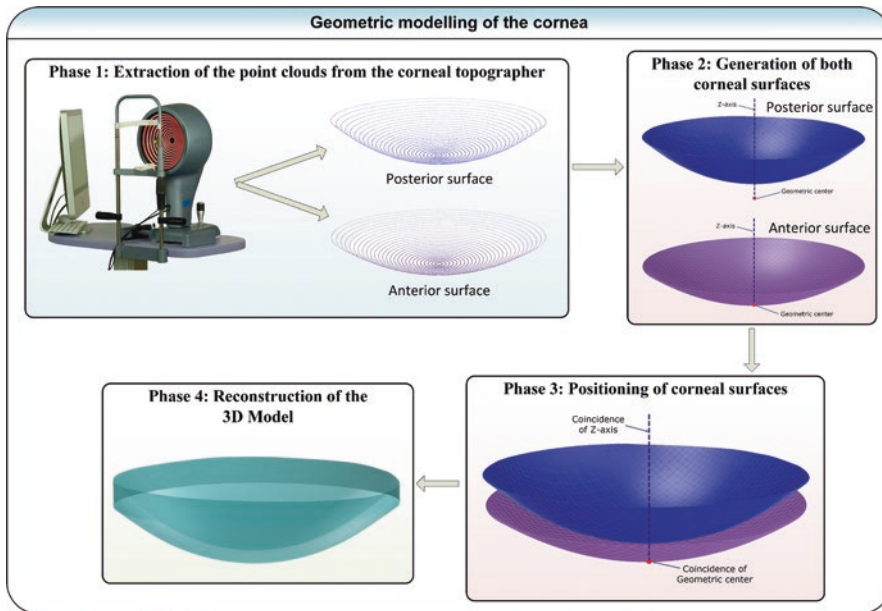 Geometric modelling of the cornea
Phase 1: Extraction of the point clouds from the corneal topographer
Posterior surface
Anterior surface
Phase 2: Generation of both
corneal surfaces
Z-axis
Posterior surface
Geometric center
Z-axis
Anterior surface
Geometric center
Phase 3: Positioning of corneal surfaces
Coincidence
of Z-axis
Coincidence of
Geometric center
Phase 4: Reconstruction of the
3D Model